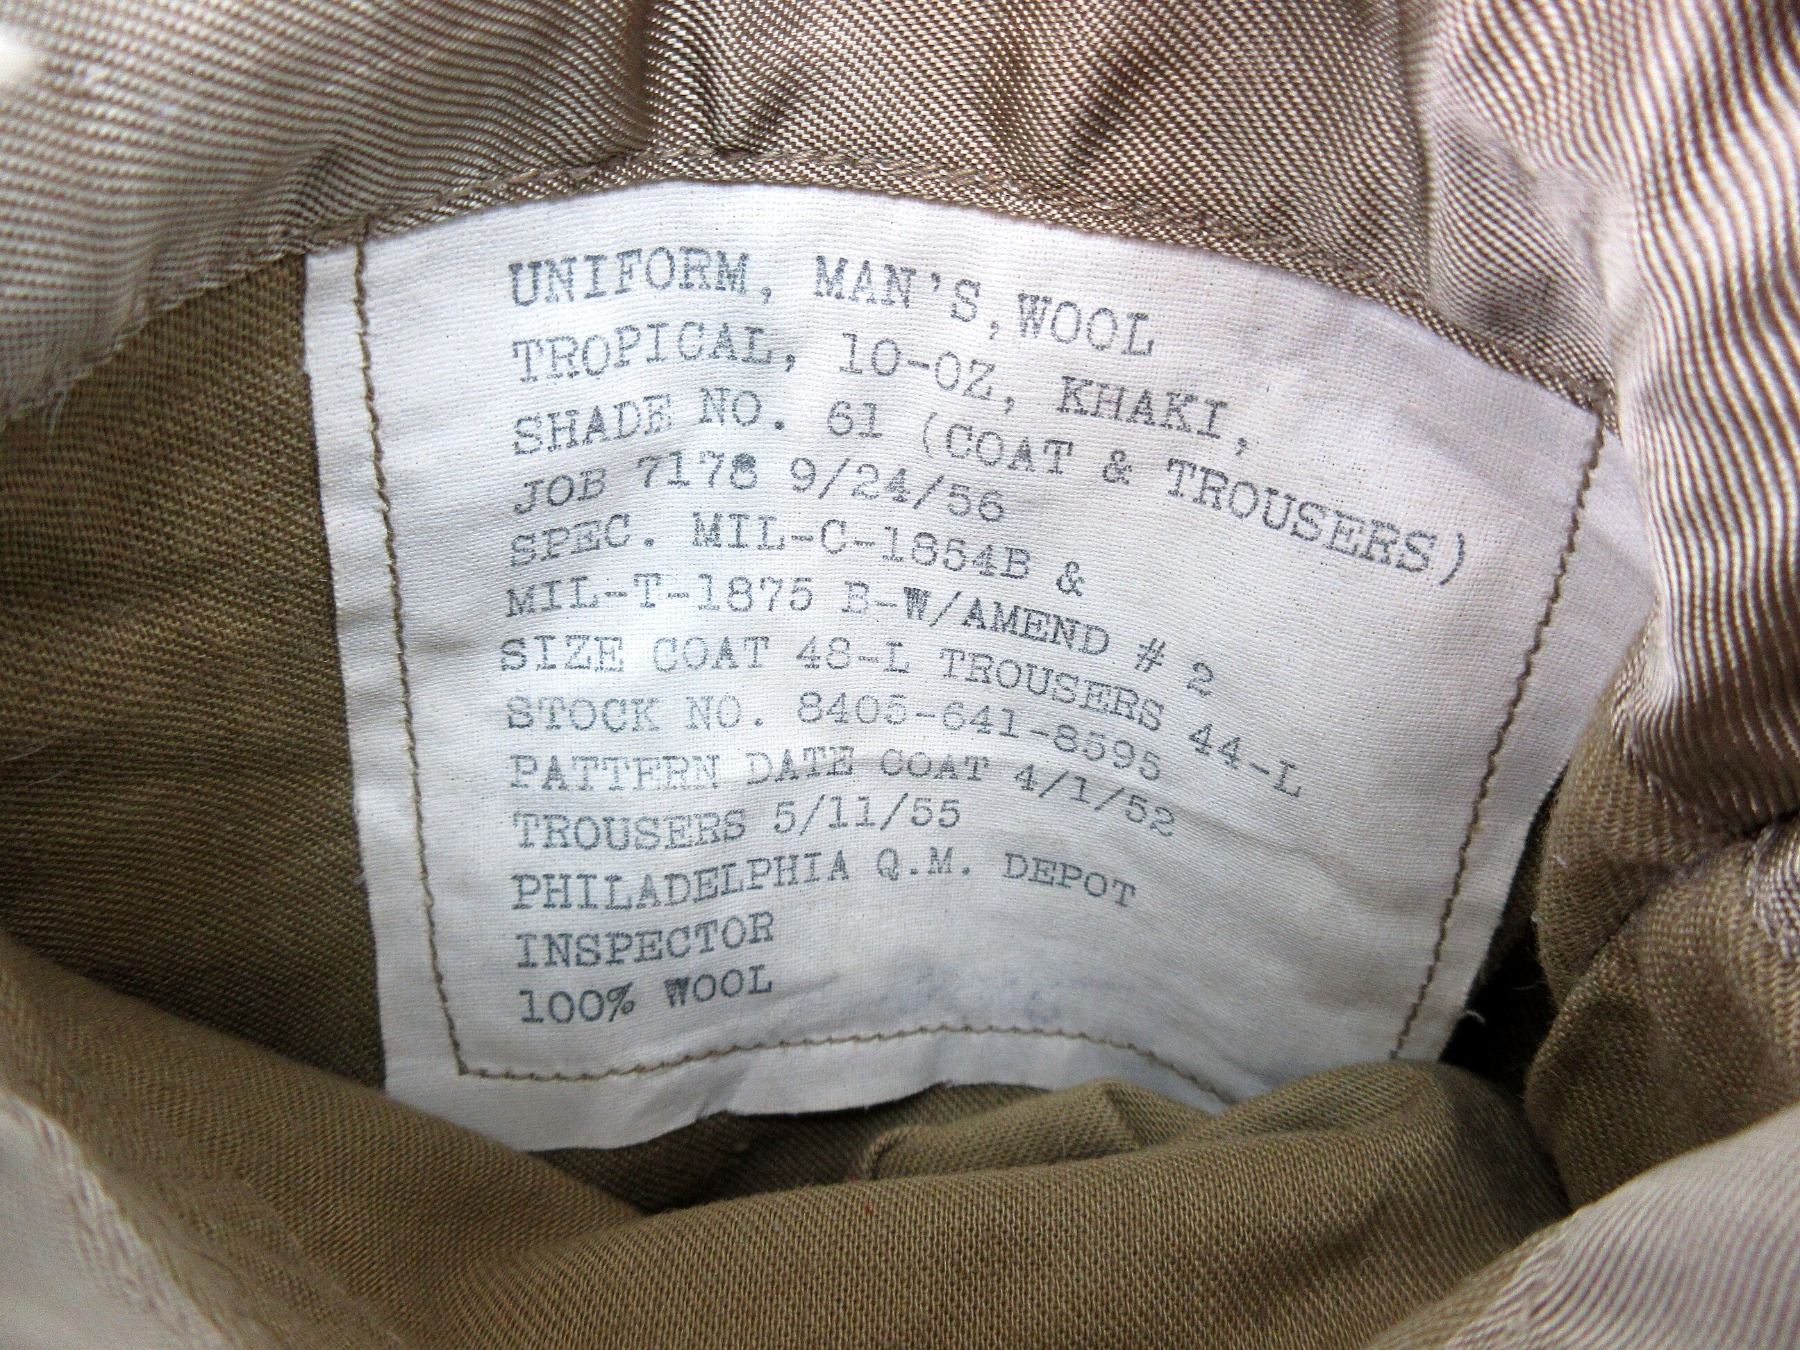 UNIFORM, MAN'S,WOOL
TROPICAL, 10-OZ, KHAKI,
SHADE NO. 61 (COAT & TROUSERS)
JOB 7178 9/24/56
SPEC. MIL-C-1854B &
MIL-T-1875 B-W/AMEND # 2
SIZE COAT 48-L TROUSERS 44-L
STOCK NO. 8405-641-8595
PATTERN DATE COAT 4/1/52
TROUSERS 5/11/55
PHILADELPHIA Q.M. DEPOT
INSPECTOR
100% WOOL